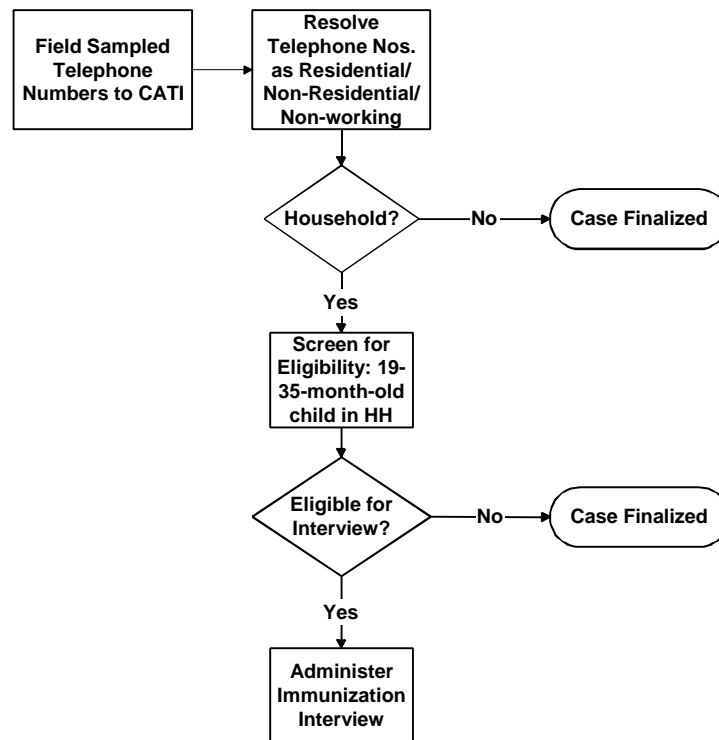 Field Sampled
Telephone
Numbers to CATI
Resolve
Telephone Nos.
as Residential/
Non-Residential/
Non-working
Household?
No
Case Finalized
Yes
Screen for
Eligibility: 19-
35-month-old
child in HH
Eligible for
Interview?
No
Case Finalized
Yes
Administer
Immunization
Interview